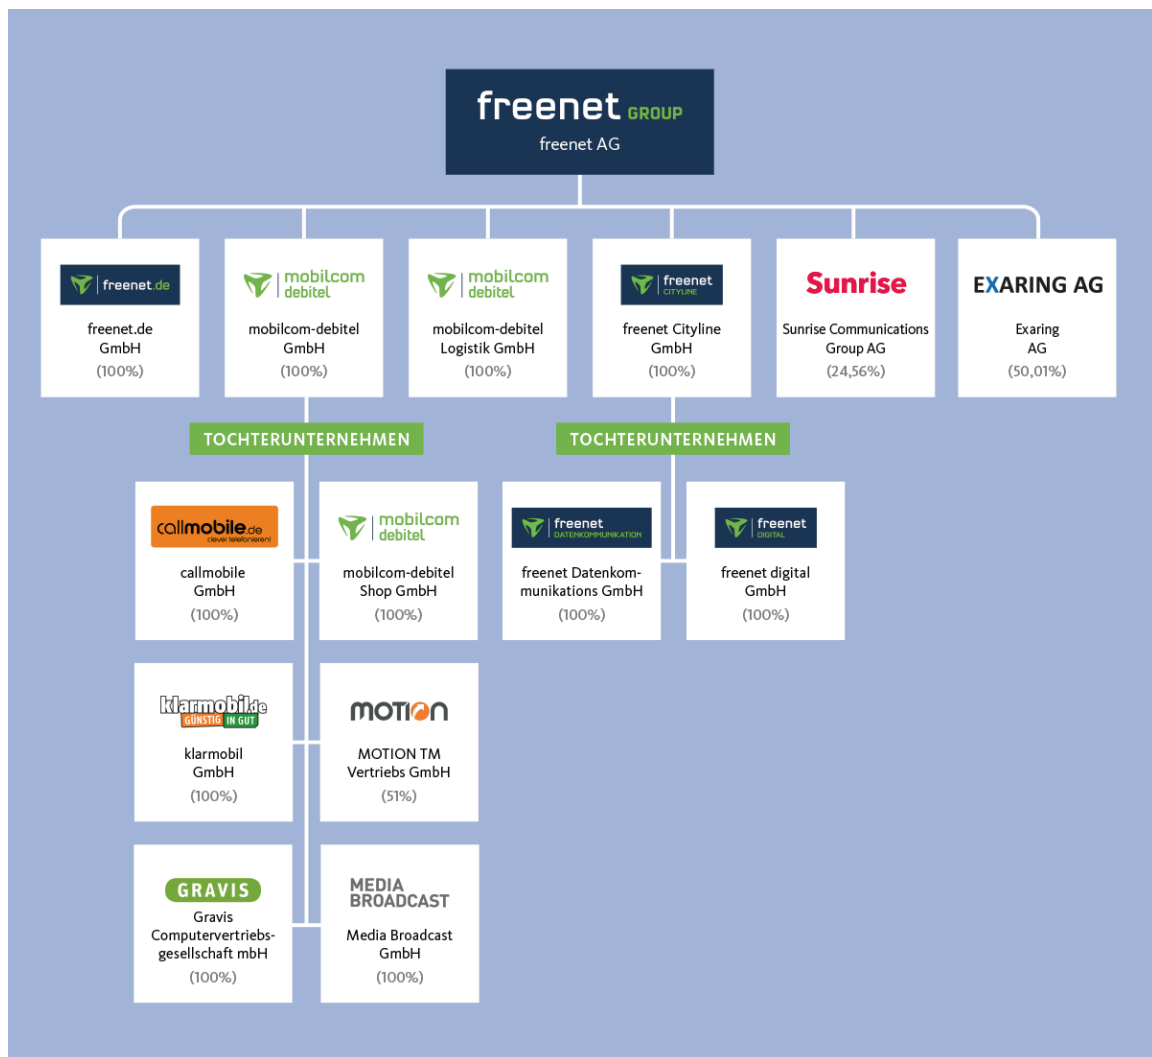 freenet GROUP
freenet AG
freenet.de
freenet.de
GmbH
(100%)
mobilcom
debitel
mobilcom-debitel
GmbH
(100%)
mobilcom
debitel
mobilcom-debitel
Logistik GmbH
(100%)
freenet
CITYLINE
freenet Cityline
GmbH
(100%)
Sunrise
Sunrise Communications
Group AG
(24,56%)
EXARING AG
Exaring
AG
(50,01%)
TOCHTERUNTERNEHMEN
TOCHTERUNTERNEHMEN
callmobile.de
clever telefonieren!
callmobile
GmbH
(100%)
mobilcom
debitel
mobilcom-debitel
Shop GmbH
(100%)
freenet
DATENKOMMUNIKATION
freenet Datenkom-
munikations GmbH
(100%)
freenet
DIGITAL
freenet digital
GmbH
(100%)
klarmobil.de
GÜNSTIG IN GUT
klarmobil
GmbH
(100%)
MOTION
MOTION TM
Vertriebs GmbH
(51%)
GRAVIS
Gravis
Computervertriebs-
gesellschaft mbH
(100%)
MEDIA
BROADCAST
Media Broadcast
GmbH
(100%)